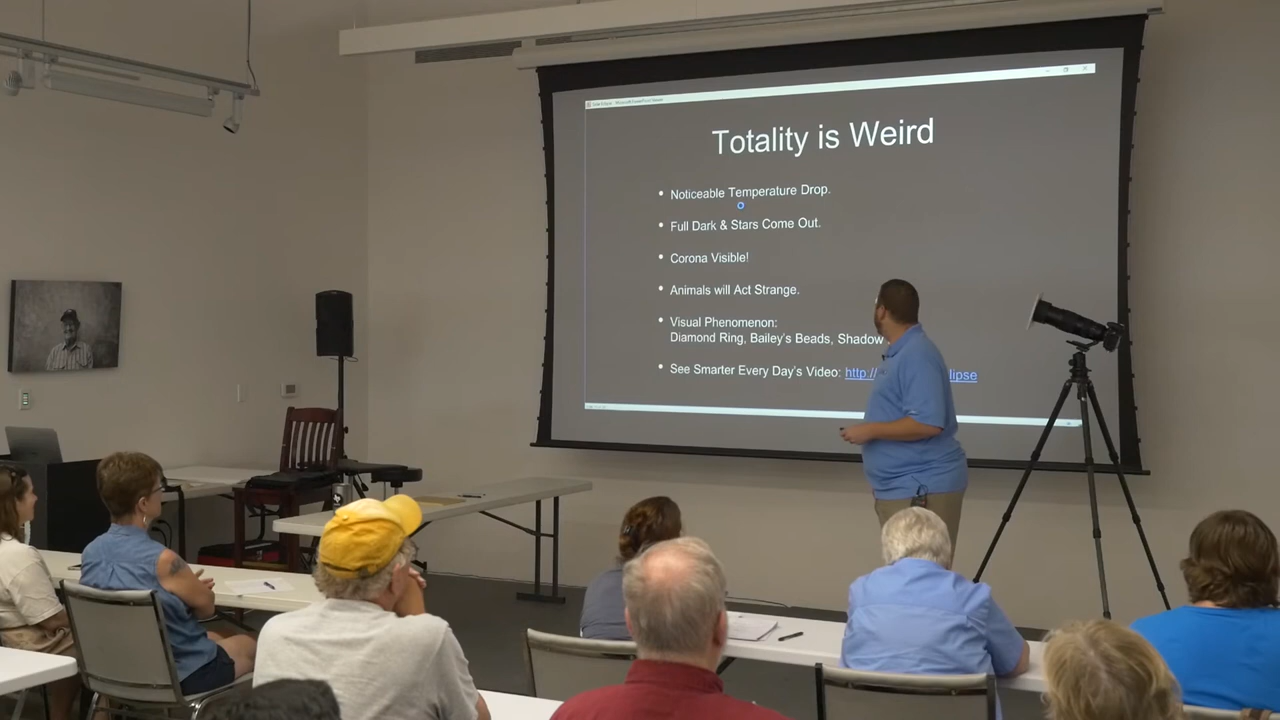 Totality is Weird
• Noticeable Temperature Drop.
• Full Dark & Stars Come Out.
• Corona Visible!
• Animals will Act Strange.
• Visual Phenomenon:
Diamond Ring, Bailey's Beads, Shadow
• See Smarter Every Day's Video: http:/ lipse